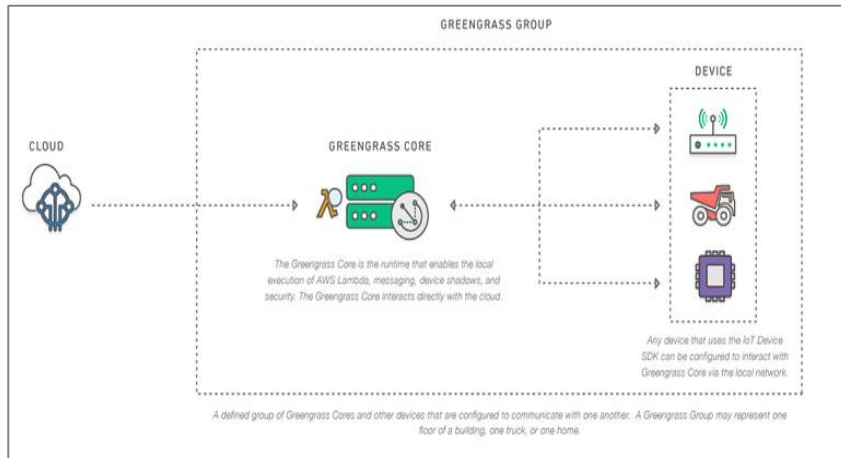 GREENGRASS GROUP
DEVICE
CLOUD
GREENGRASS CORE
The Greengrass Core is the runtime that enables the local
execution of AWS Lambda, messaging, device shadows, and
security. The Greengrass Core interacts directly with the cloud.
Any device that uses the IoT Device
SDK can be configured to interact with
Greengrass Core via the local network.
A defined group of Greengrass Cores and other devices that are configured to communicate with one another. A Greengrass Group may represent one
floor of a building, one truck, or one home.